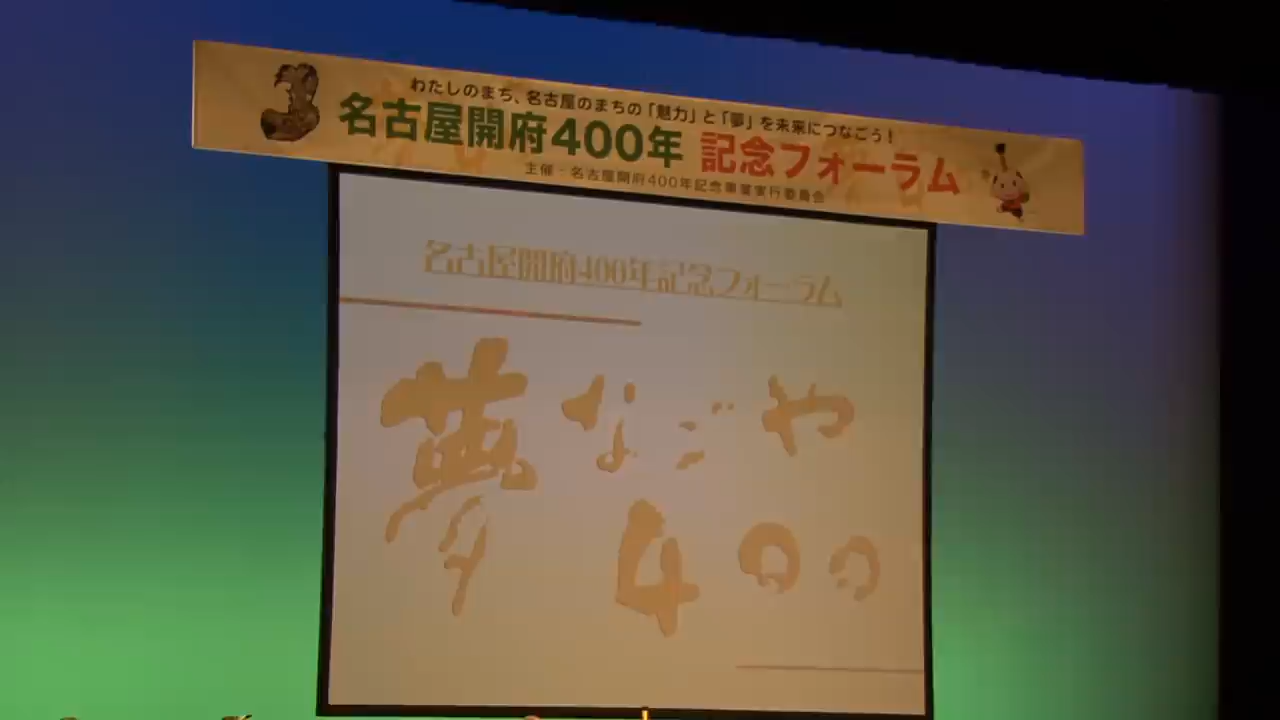 わたしのまち、名古屋のまちの「魅力」と「夢」を未来につなごう!
名古屋開府400年 記念フォーラム
主催-名古屋開府400年記念事業実行委員会
名古屋開府400年記念フォーラム
夢なごや
400